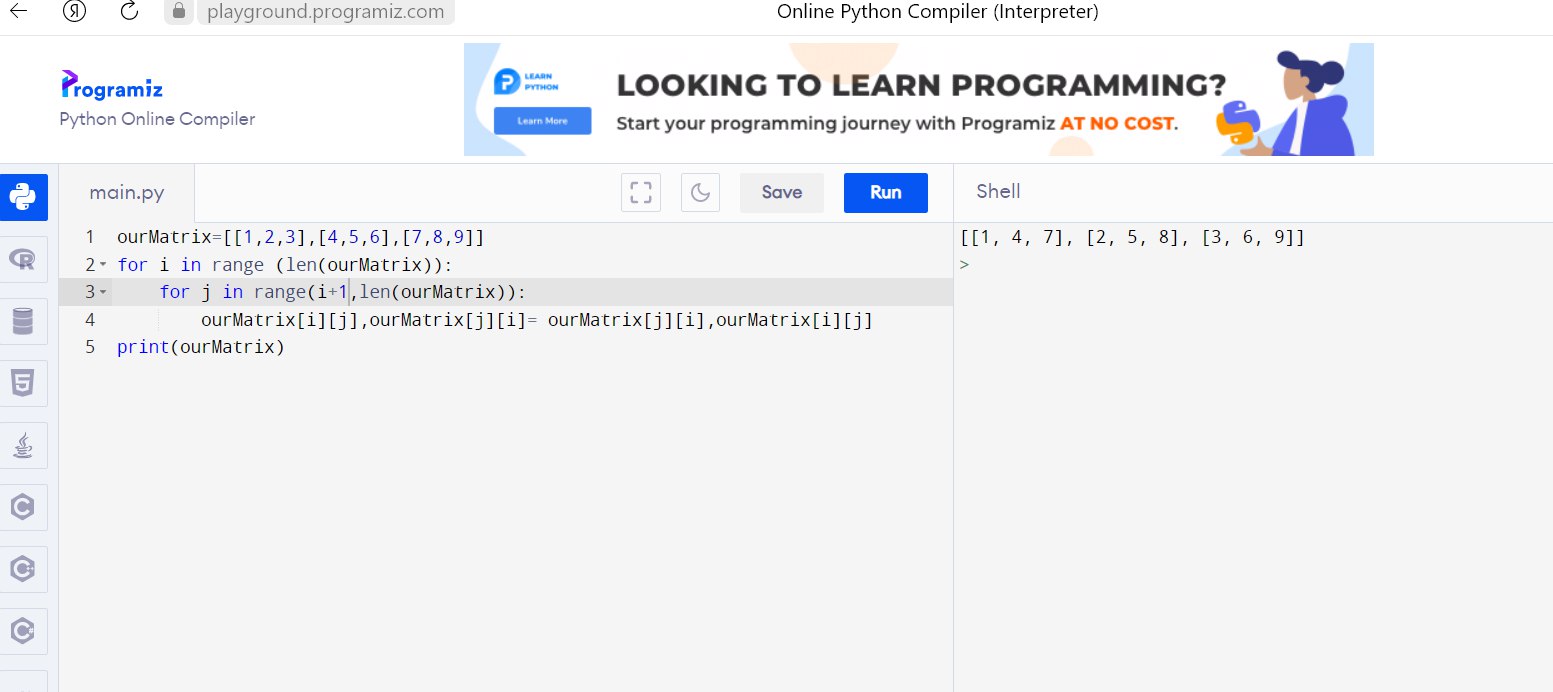 playground.programiz.com
Online Python Compiler (Interpreter)
Programiz
Python Online Compiler
LEARN
PYTHON
Learn More
LOOKING TO LEARN PROGRAMMING?
Start your programming journey with Programiz AT NO COST.
main.py
Save
Run
Shell
1 ourMatrix=[[1,2,3],[4,5,6],[7,8,9]]
2 for i in range (len(ourMatrix)):
3 for j in range(i+1,len(ourMatrix)):
4 ourMatrix[i][j],ourMatrix[j][i]= ourMatrix[j][i],ourMatrix[i][j]
5 print(ourMatrix)
[[1, 4, 7], [2, 5, 8], [3, 6, 9]]
>